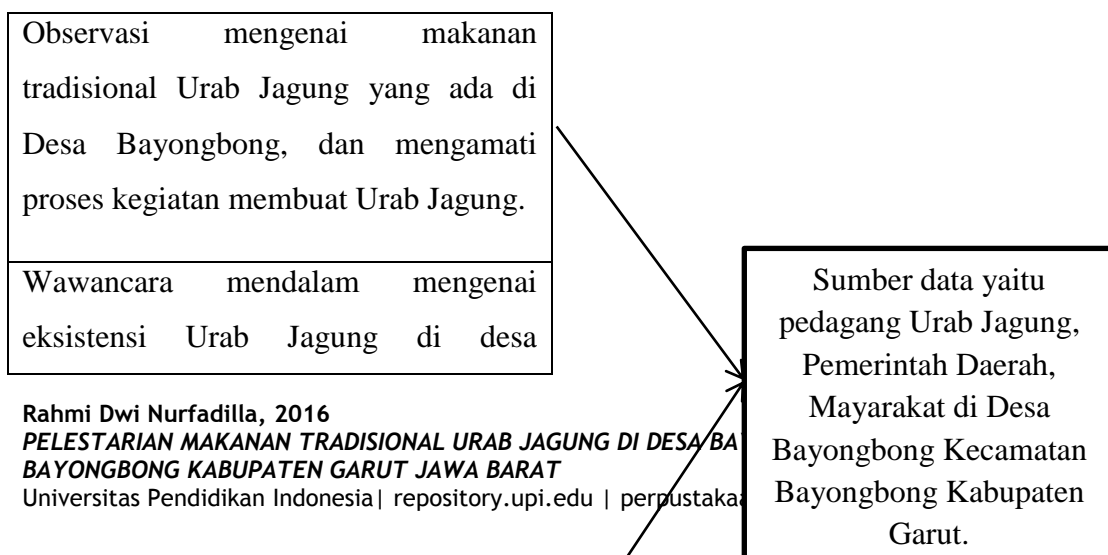 Observasi mengenai makanan
tradisional Urab Jagung yang ada di
Desa Bayongbong, dan mengamati
proses kegiatan membuat Urab Jagung.
Wawancara mendalam mengenai
eksistensi Urab Jagung di desa
Sumber data yaitu
pedagang Urab Jagung,
Pemerintah Daerah,
Mayarakat di Desa
Bayongbong Kecamatan
Bayongbong Kabupaten
Garut.
Rahmi Dwi Nurfadilla, 2016
PELESTARIAN MAKANAN TRADISIONAL URAB JAGUNG DI DESA BA
BAYONGBONG KABUPATEN GARUT JAWA BARAT
Universitas Pendidikan Indonesia| repository.upi.edu | perpustakaa